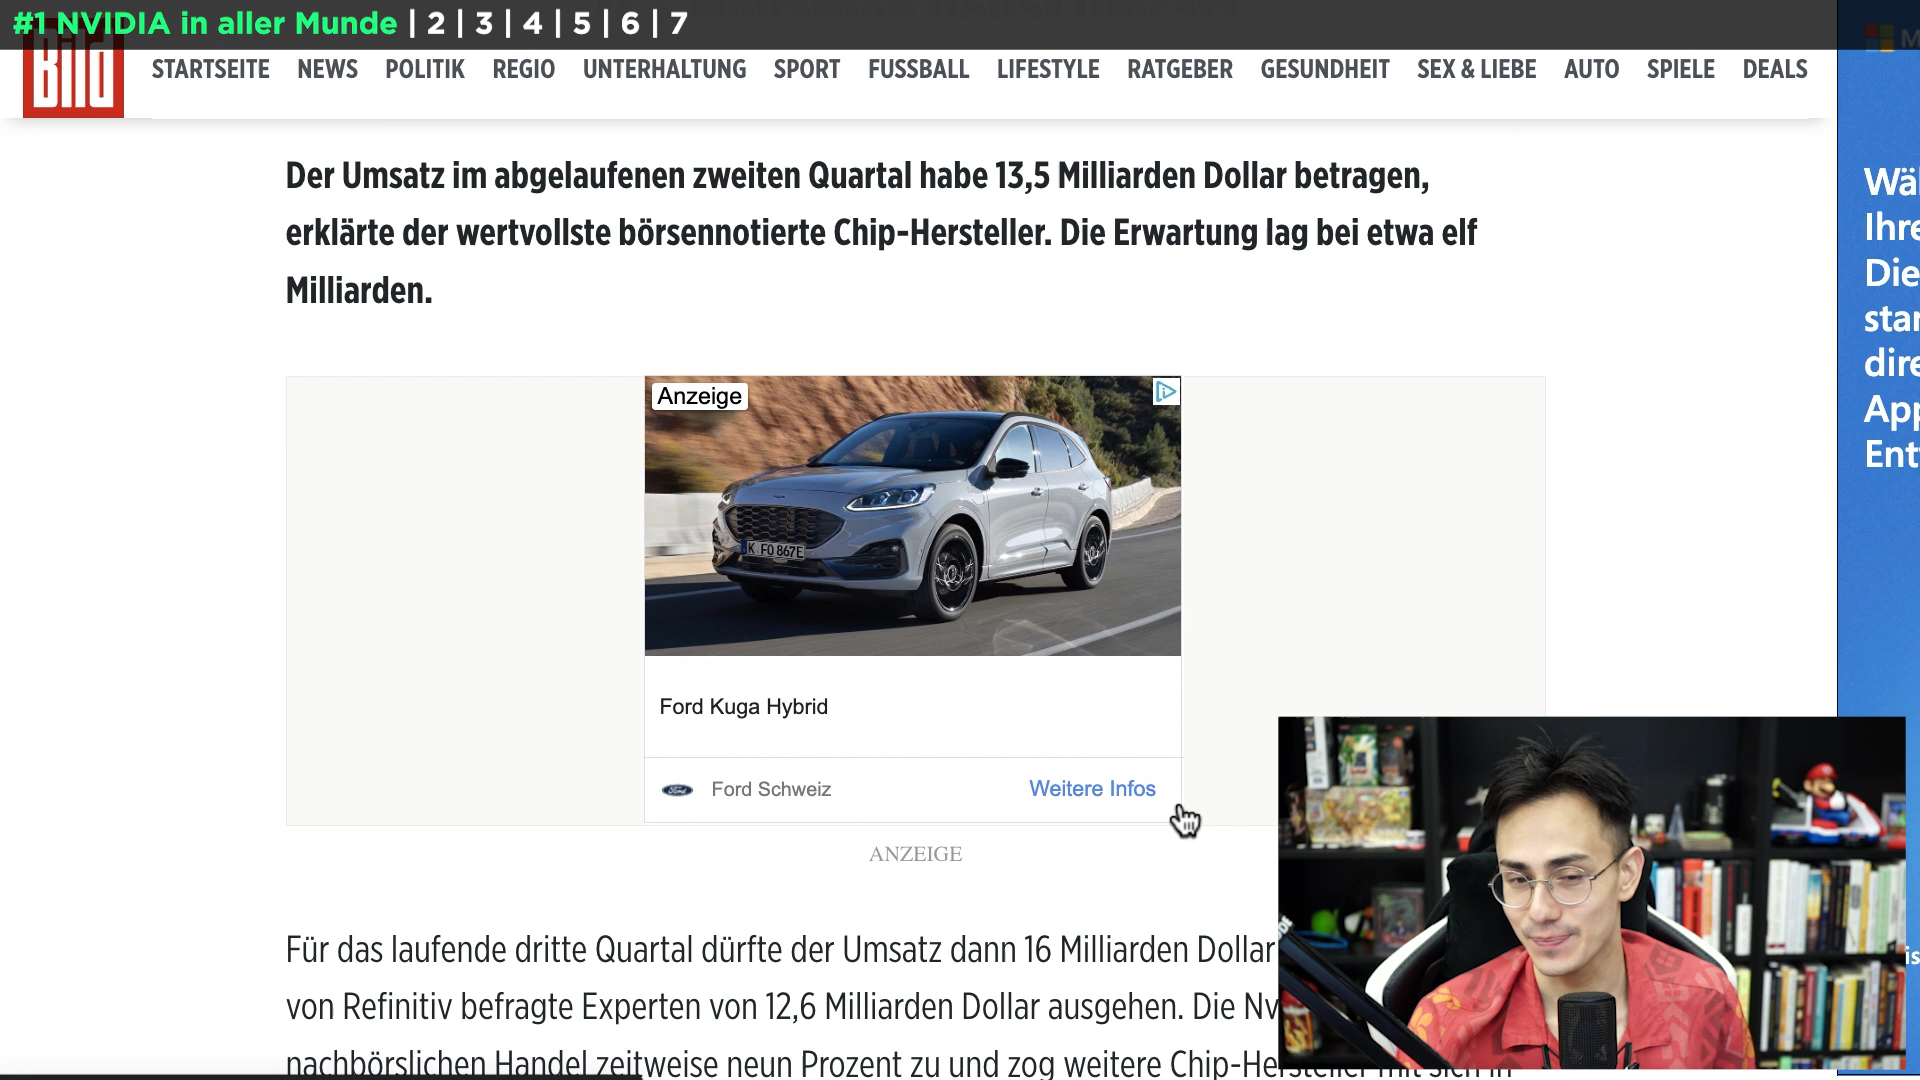 #1 NVIDIA in aller Munde | 2 | 3 | 4 | 5 | 6 | 7
Bild
STARTSEITE NEWS POLITIK REGIO UNTERHALTUNG SPORT FUSSBALL LIFESTYLE RATGEBER GESUNDHEIT SEX & LIEBE AUTO SPIELE DEALS
Der Umsatz im abgelaufenen zweiten Quartal habe 13,5 Milliarden Dollar betragen,
erklärte der wertvollste börsennotierte Chip-Hersteller. Die Erwartung lag bei etwa elf
Milliarden.
Anzeige
K FO 867E
Ford Kuga Hybrid
Ford
Ford Schweiz
Weitere Infos
ANZEIGE
Für das laufende dritte Quartal dürfte der Umsatz dann 16 Milliarden Dollar
von Refinitiv befragte Experten von 12,6 Milliarden Dollar ausgehen. Die Nv
nachbörslichen Handel zeitweise neun Prozent zu und zog weitere Chip-Hersteller mit sich in
Wäl
Ihre
Die
star
dire
App
Ent